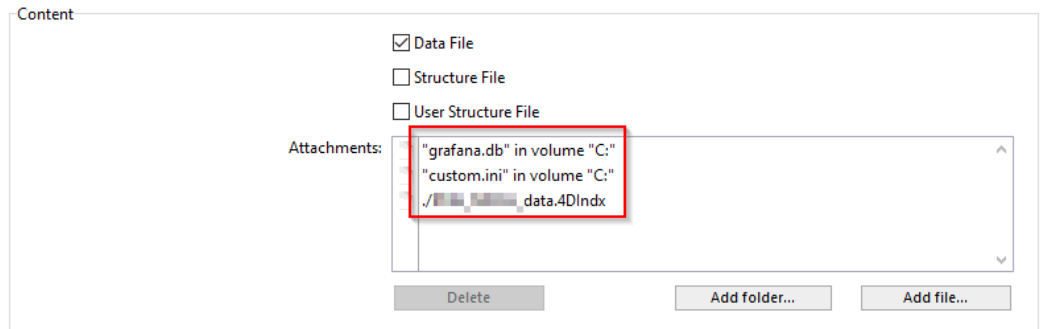 Content
Data File
Structure File
User Structure File
Attachments:
"grafana.db" in volume "C:"
"custom.ini" in volume "C:"
./ _data.4DIndx
Delete
Add folder...
Add file...